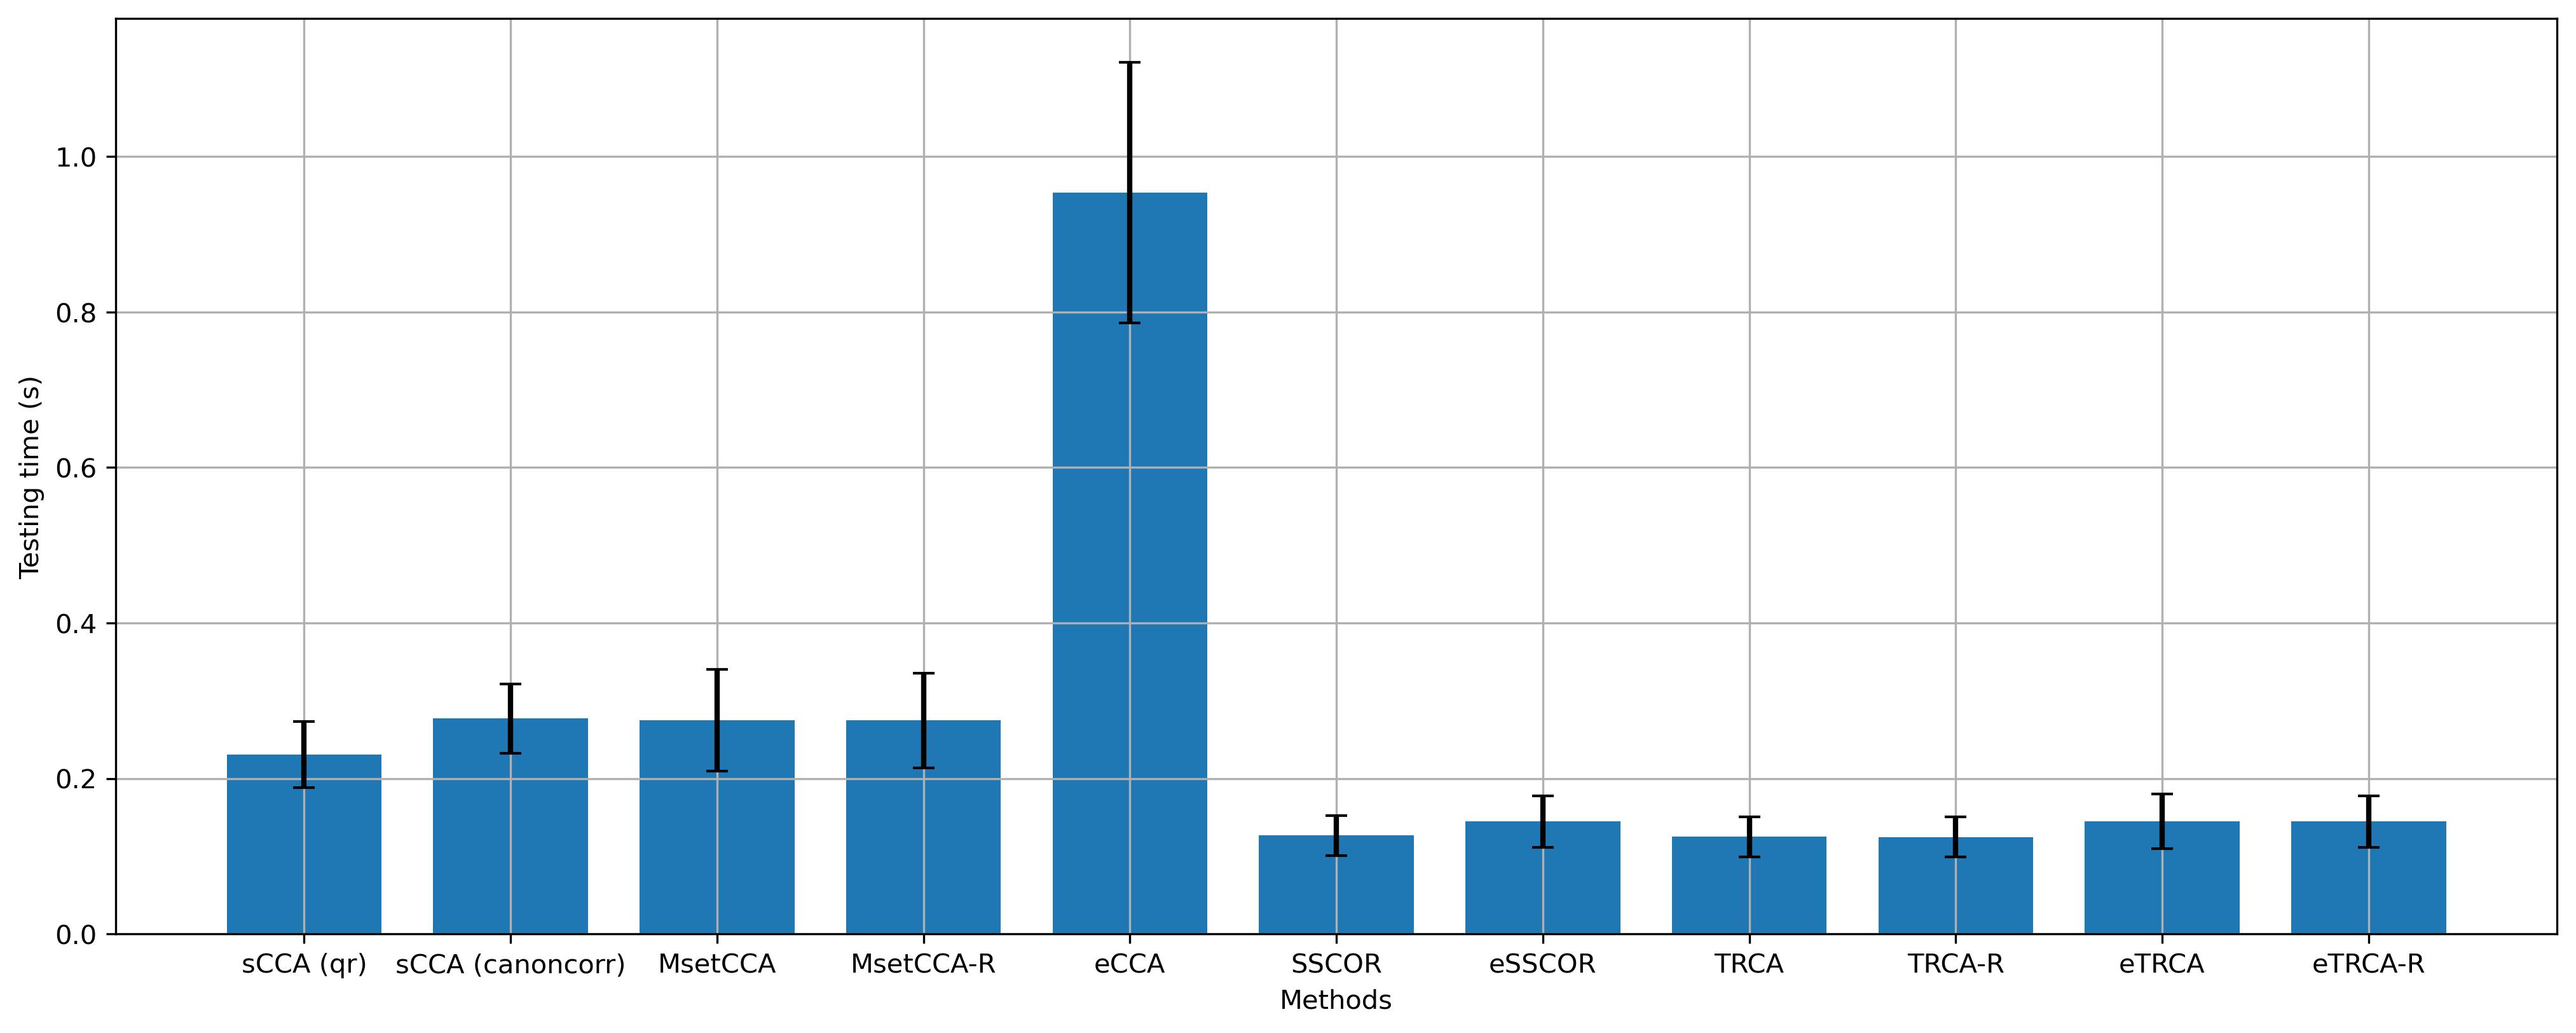 Testing time (s)
1.0
0.8
0.6
0.4
0.2
0.0
sCCA (qr) sCCA (canoncorr) MsetCCA MsetCCA-R eCCA SSCOR eSSCOR TRCA TRCA-R eTRCA eTRCA-R
Methods